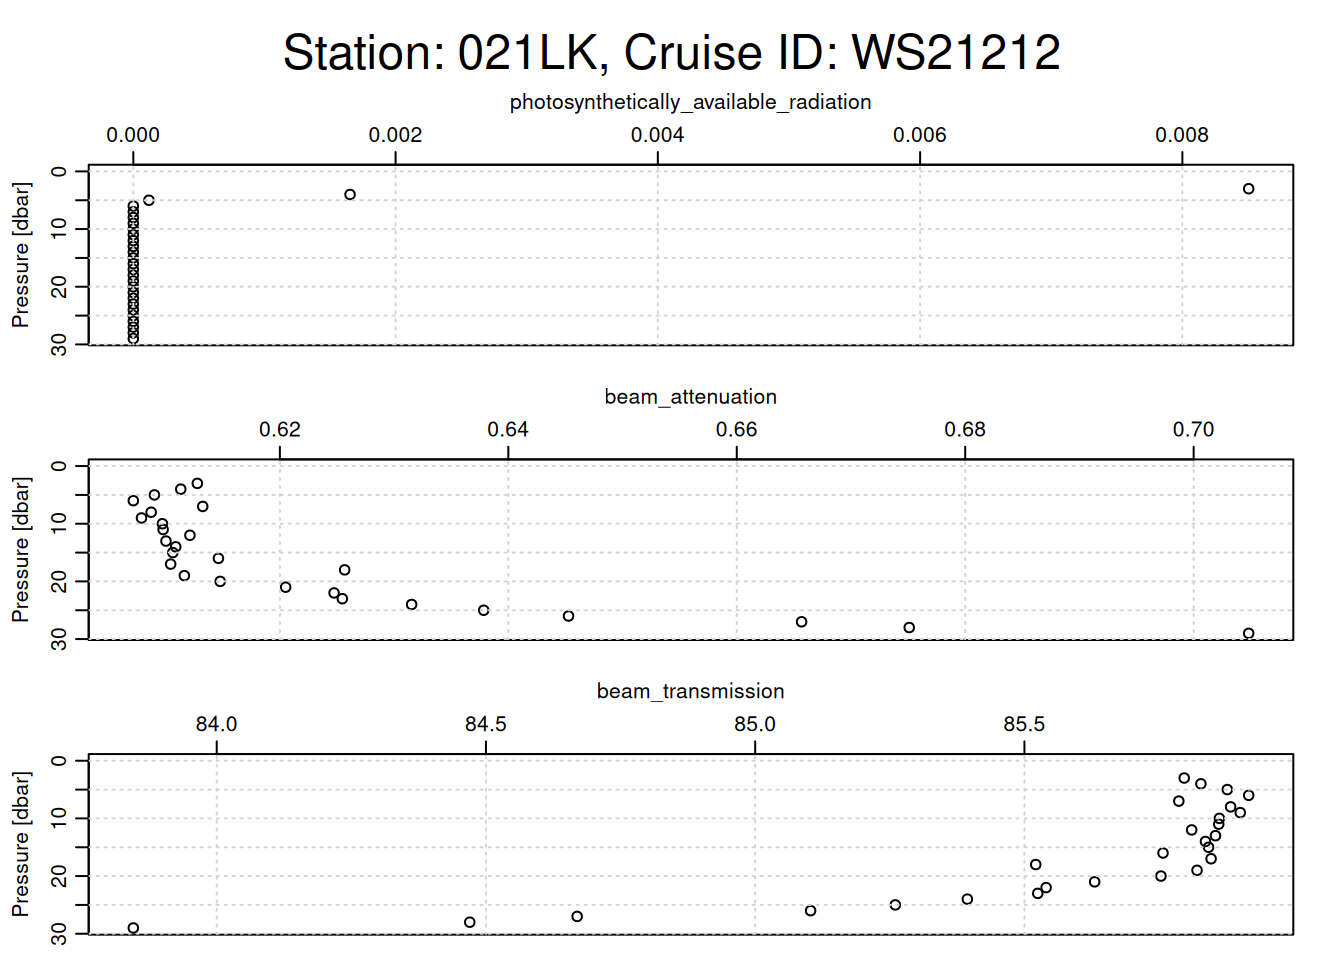 Station: 021LK, Cruise ID: WS21212
photosynthetically_available_radiation
0.000 0.002 0.004 0.006 0.008
Pressure [dbar]
0 10 20 30
beam_attenuation
0.62 0.64 0.66 0.68 0.70
Pressure [dbar]
0 10 20 30
beam_transmission
84.0 84.5 85.0 85.5
Pressure [dbar]
0 10 20 30